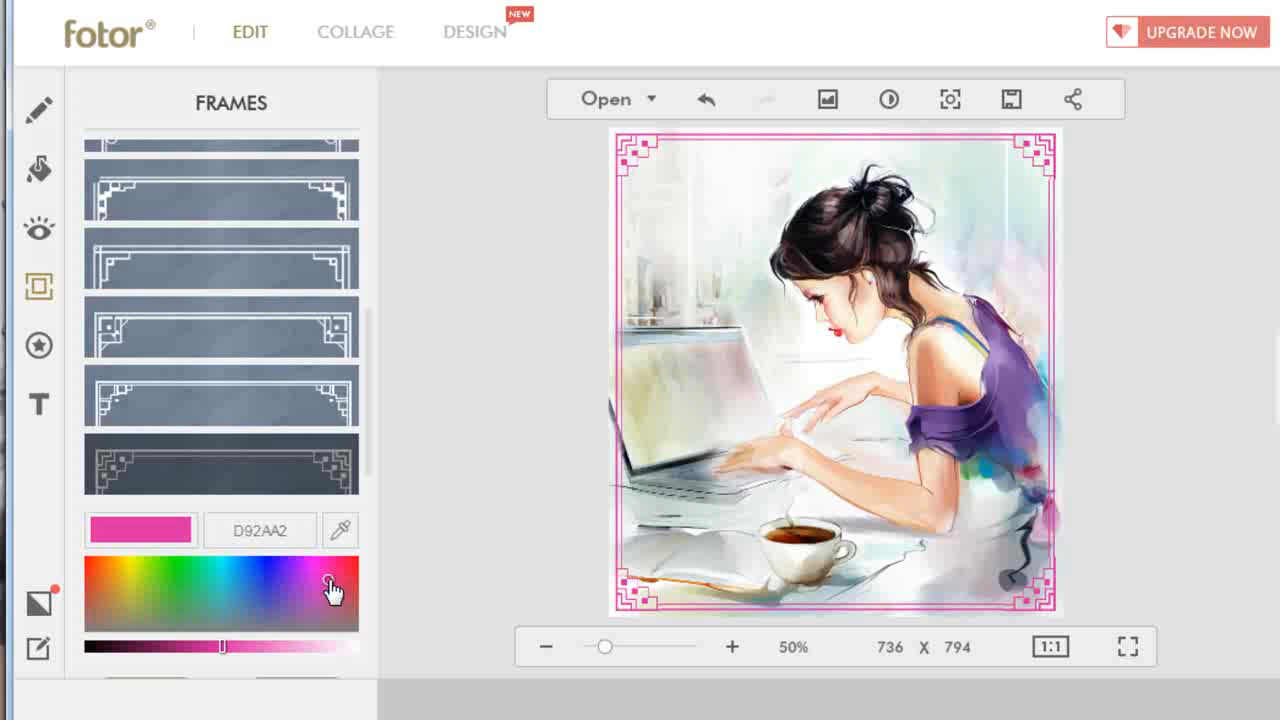 fotor®
EDIT
COLLAGE
DESIGN
NEW
UPGRADE NOW
FRAMES
Open
D92AA2
50%
736 X 794
1:1
T